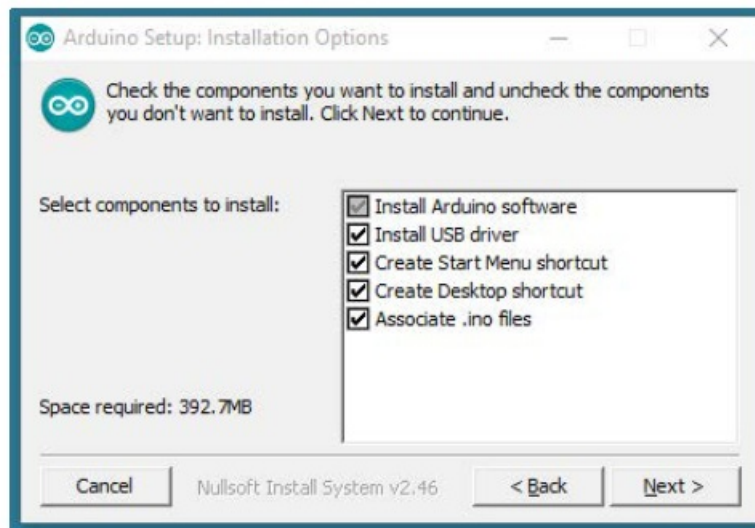 Arduino Setup: Installation Options
Check the components you want to install and uncheck the components
you don't want to install. Click Next to continue.
Select components to install:
Install Arduino software
Install USB driver
Create Start Menu shortcut
Create Desktop shortcut
Associate .ino files
Space required: 392.7MB
Cancel
Nullsoft Install System v2.46
< Back
Next >